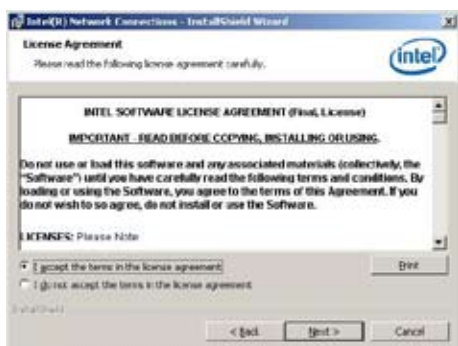 Intel(R) Network Connections - InstallShield Wizard
License Agreement
Please read the following license agreement carefully.
intel
INTEL SOFTWARE LICENSE AGREEMENT (Final, License)
IMPORTANT - READ BEFORE COPYING, INSTALLING OR USING.
Do not use or load this software and any associated materials (collectively, the
"Software") until you have carefully read the following terms and conditions. By
loading or using the Software, you agree to the terms of this Agreement. If you
do not wish to so agree, do not install or use the Software.
LICENSES: Please Note
I accept the terms in the license agreement
Print
I do not accept the terms in the license agreement
InstallShield
< Back
Next >
Cancel